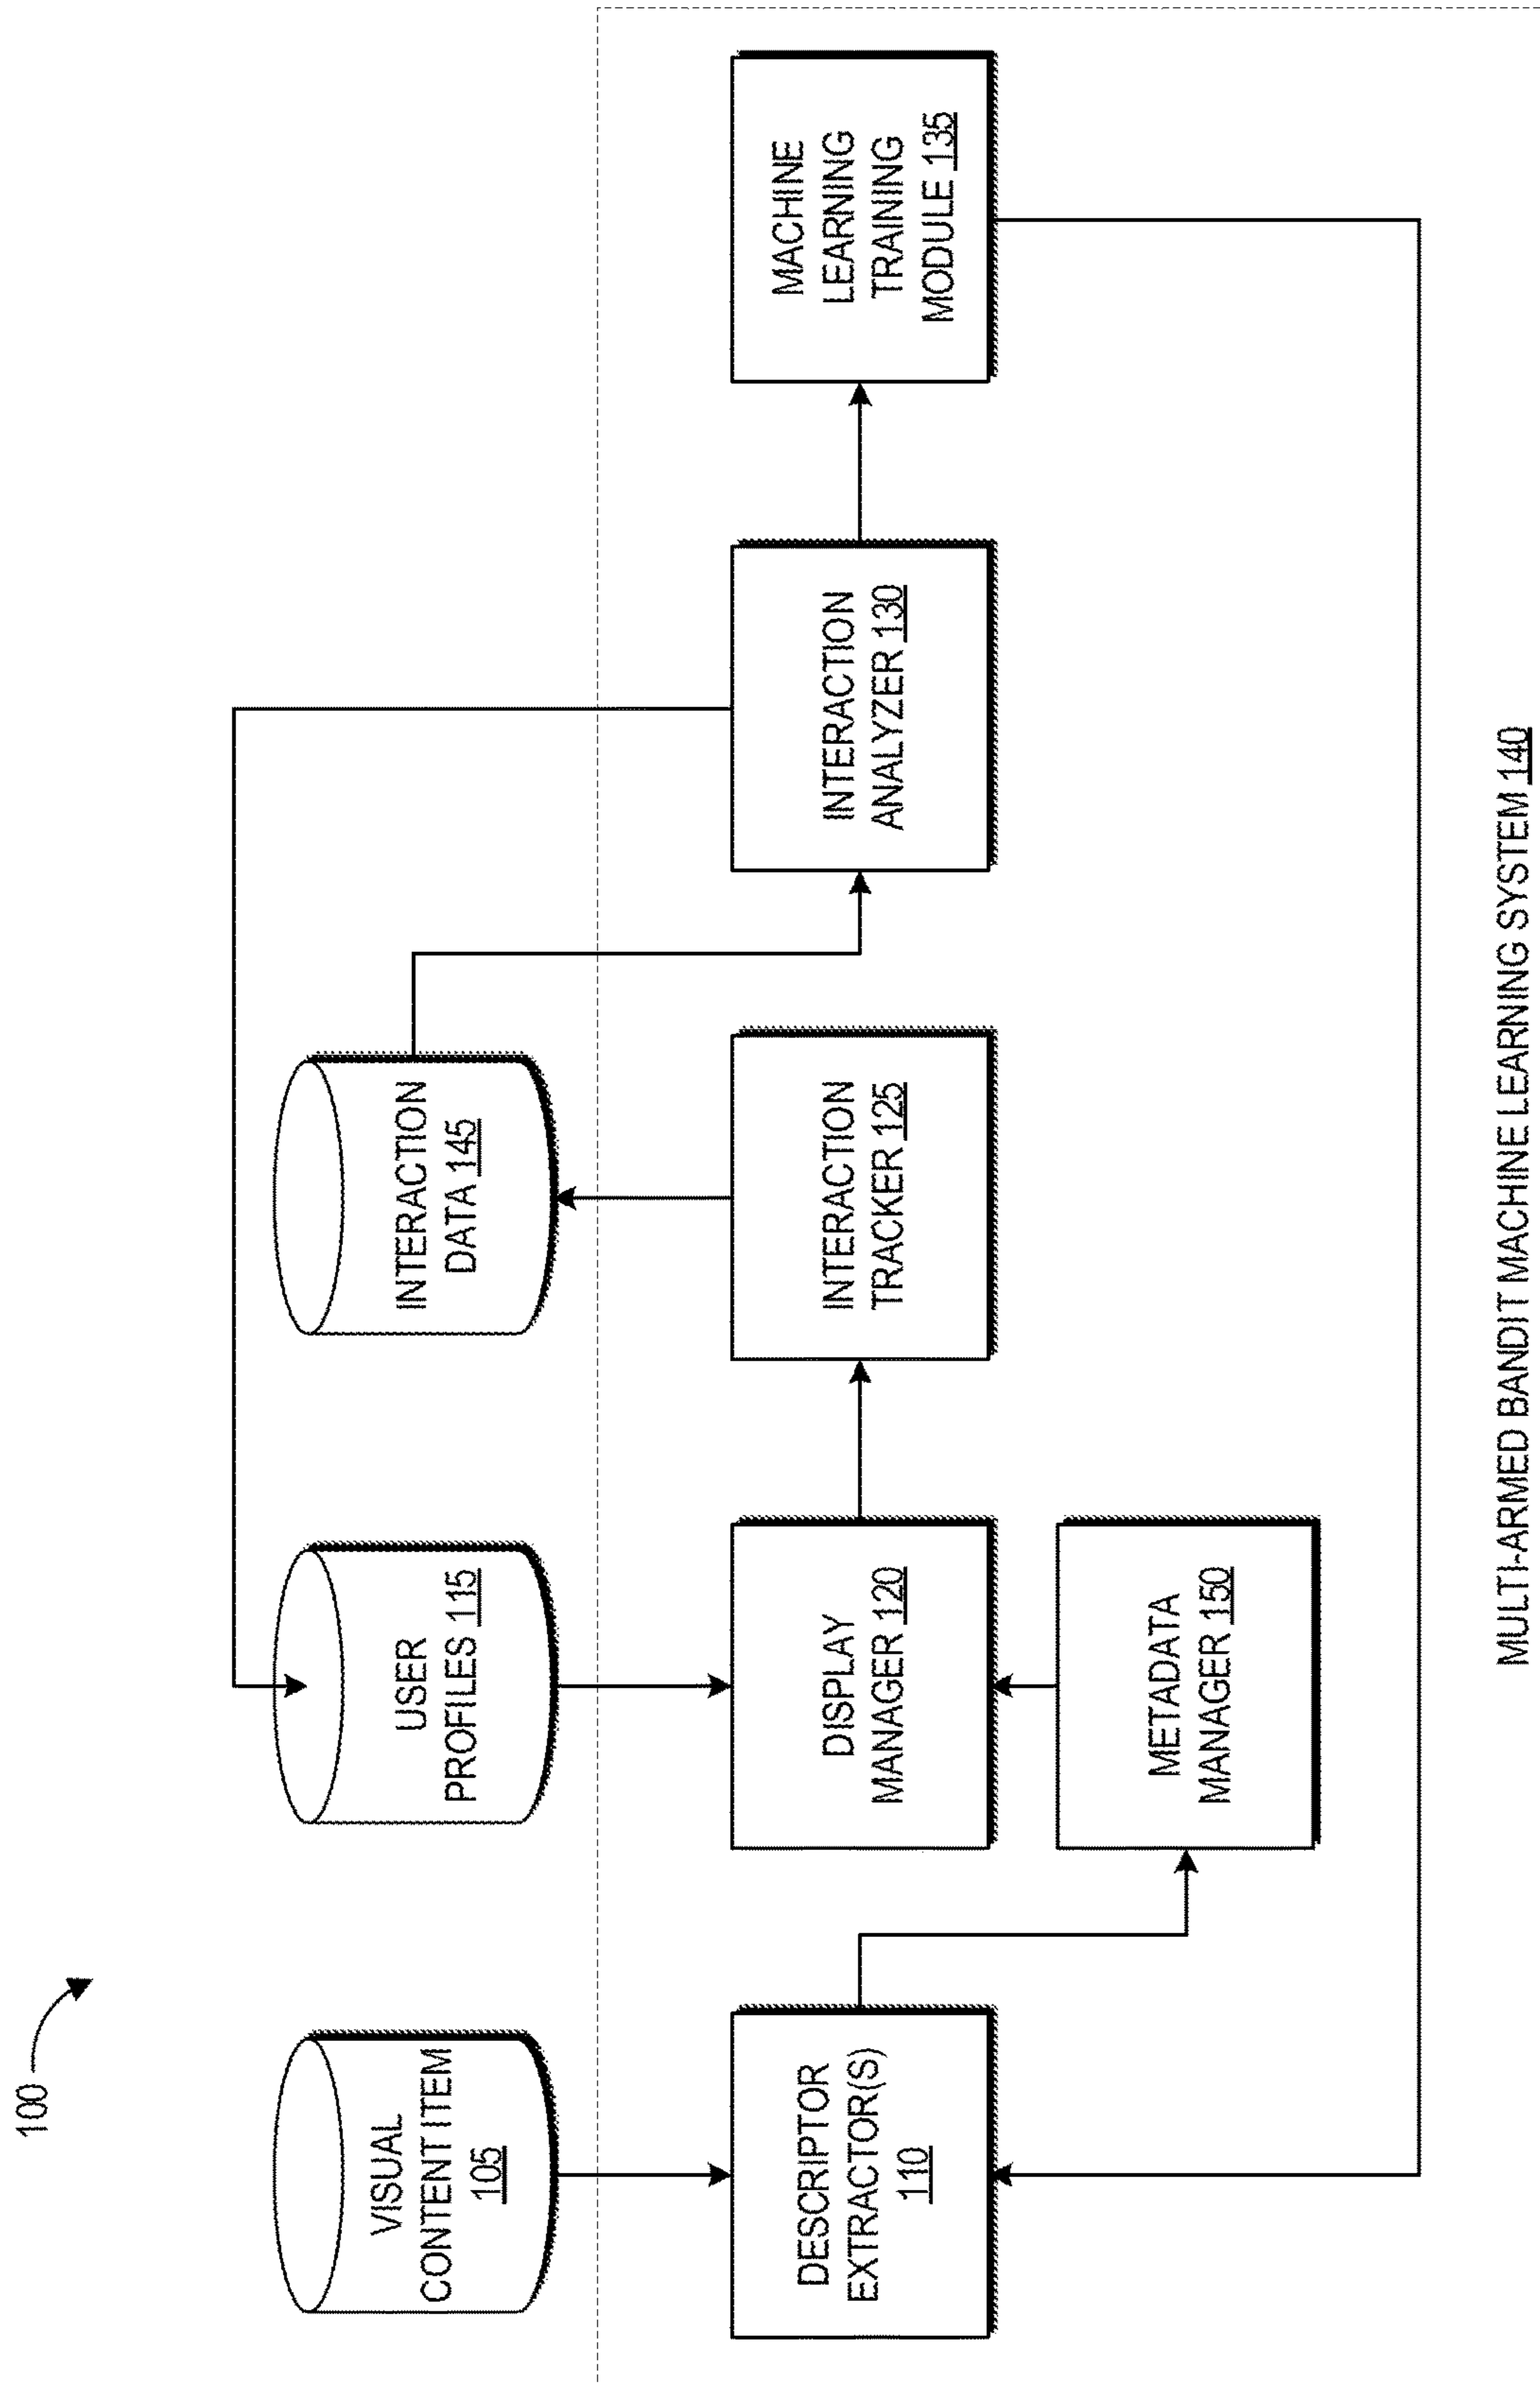 100
VISUAL
CONTENT ITEM
105
USER
PROFILES 115
INTERACTION
DATA 145
DESCRIPTOR
EXTRACTOR(S)
110
DISPLAY
MANAGER 120
INTERACTION
TRACKER 125
INTERACTION
ANALYZER 130
MACHINE
LEARNING
TRAINING
MODULE 135
METADATA
MANAGER 150
MULTI-ARMED BANDIT MACHINE LEARNING SYSTEM 140